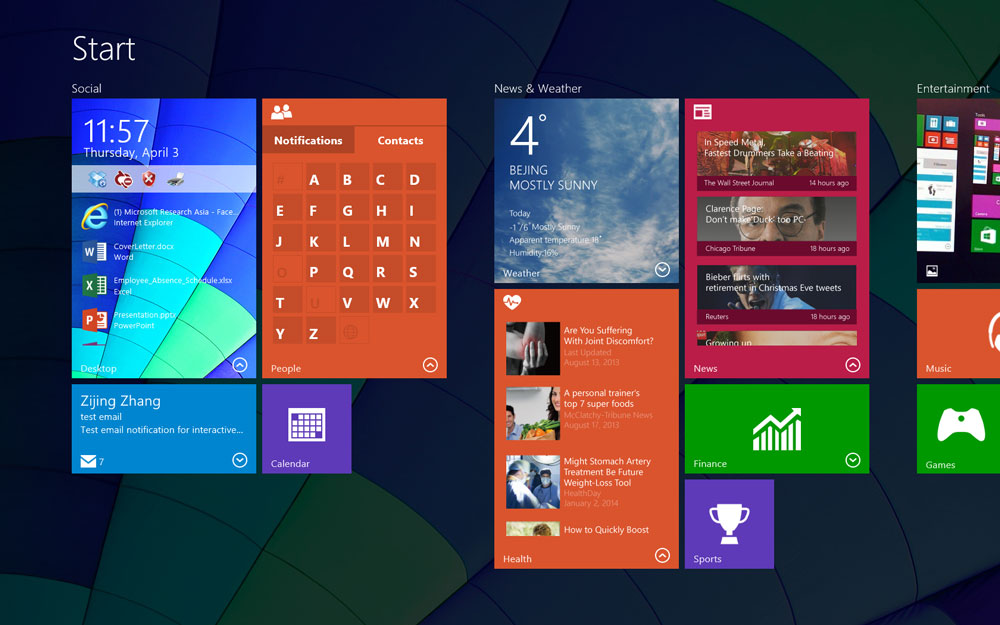 Start
Social
11:57
Thursday, April 3
(1) Microsoft Research Asia - Face...
Internet Explorer
CoverLetter.docx
Word
Employee_Absence_Schedule.xlsx
Excel
Presentation.pptx
PowerPoint
Desktop
Notifications Contacts
# A B C D
E F G H I
J K L M N
O P Q R S
T U V W X
Y Z
People
Zijing Zhang
test email
Test email notification for interactive...
7
Calendar
News & Weather
4°
BEJING
MOSTLY SUNNY
Today
-1°/6° Mostly Sunny
Apparent temperature:18°
Humidity:16%
Weather
Are You Suffering
With Joint Discomfort?
Last Updated
August 13, 2013
A personal trainer's
top 7 super foods
McClatchy-Tribune News
August 17, 2013
Might Stomach Artery
Treatment Be Future
Weight-Loss Tool
HealthDay
January 2, 2014
How to Quickly Boost
Health
In Speed Metal,
Fastest Drummers Take a Beating
The Wall Street Journal 14 hours ago
Clarence Page:
Don't make'Duck' too PC-
Chicago Tribune 18 hours ago
Bieber flirts with
retirement in Christmas Eve tweets
Reuters 18 hours ago
Growing up
News
Finance
Sports
Entertainment
Tools
Music
Games